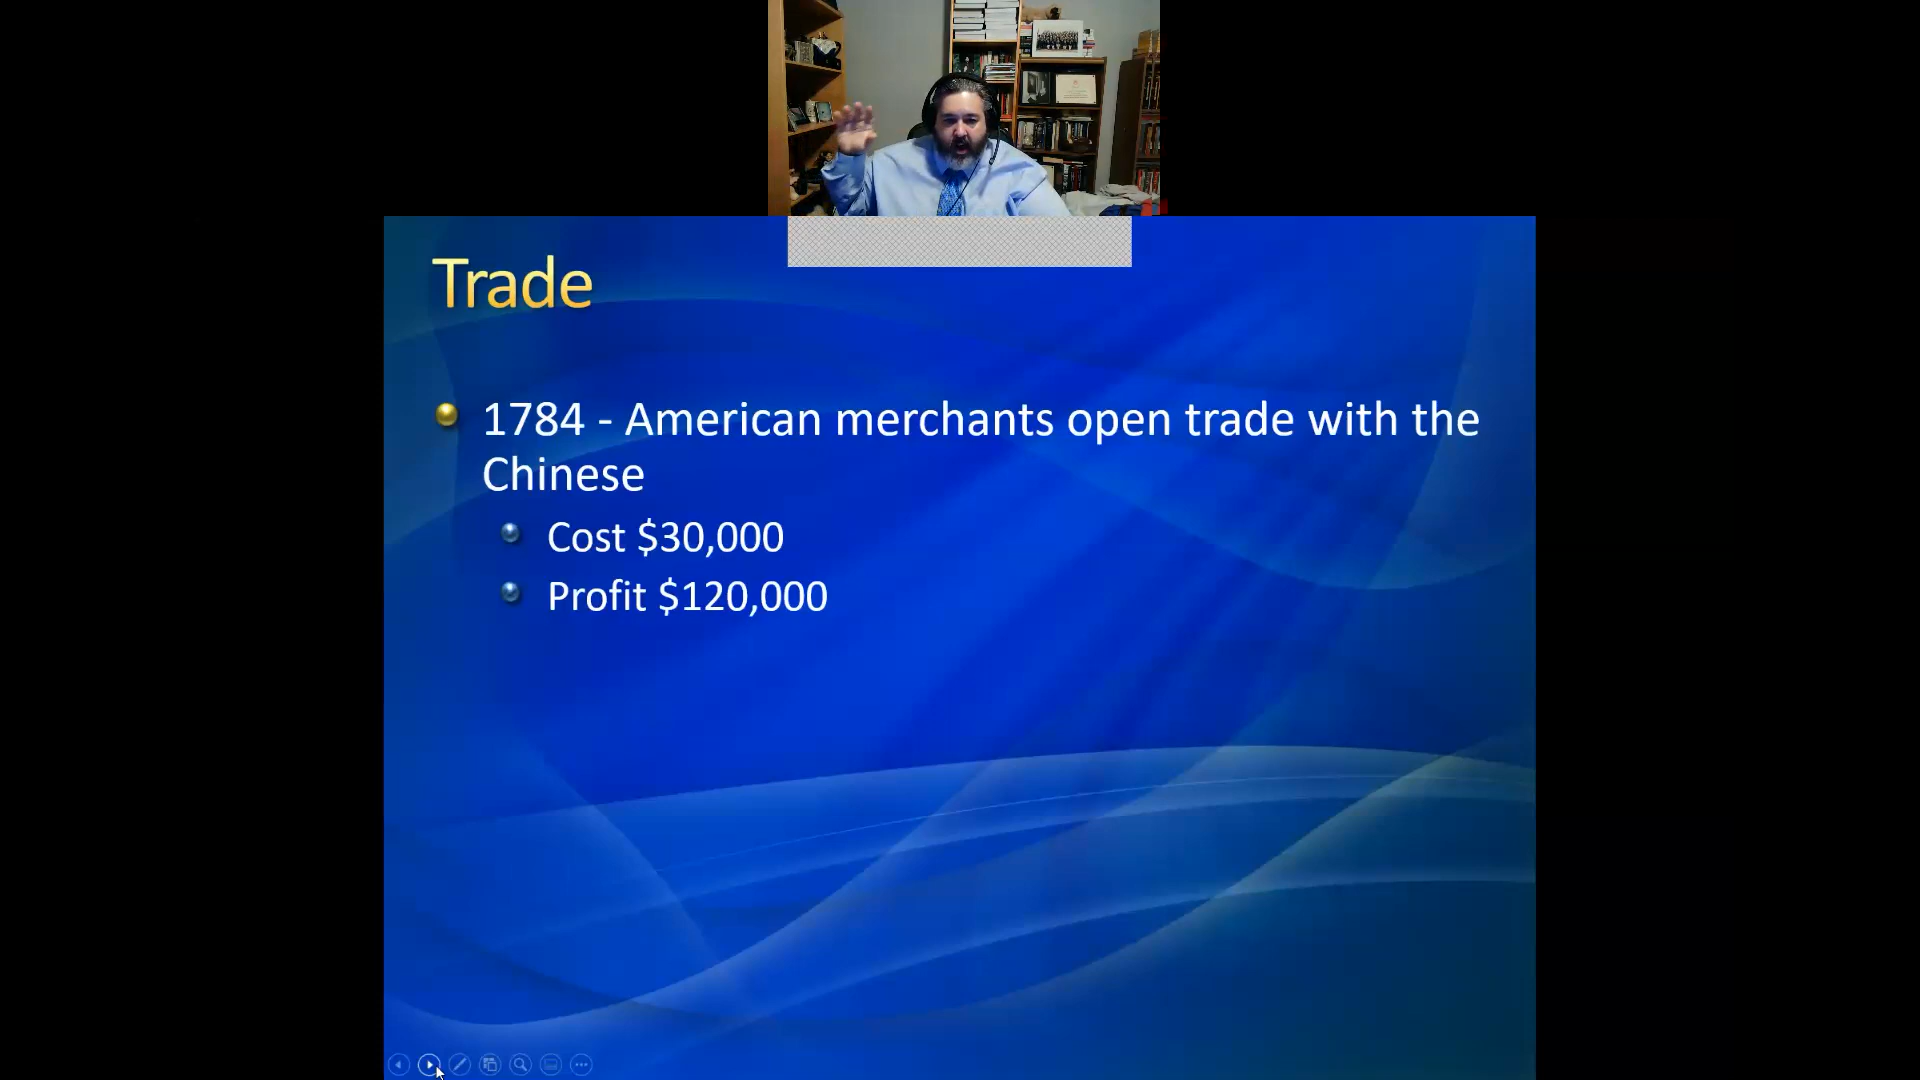 Trade
1784 - American merchants open trade with the
Chinese
Cost $30,000
Profit $120,000